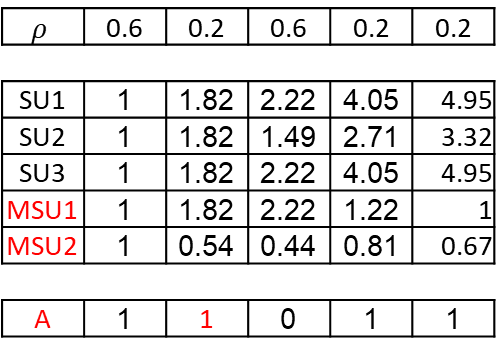 ρ 0.6 0.2 0.6 0.2 0.2
SU1 1 1.82 2.22 4.05 4.95
SU2 1 1.82 1.49 2.71 3.32
SU3 1 1.82 2.22 4.05 4.95
MSU1 1 1.82 2.22 1.22 1
MSU2 1 0.54 0.44 0.81 0.67
A 1 1 0 1 1